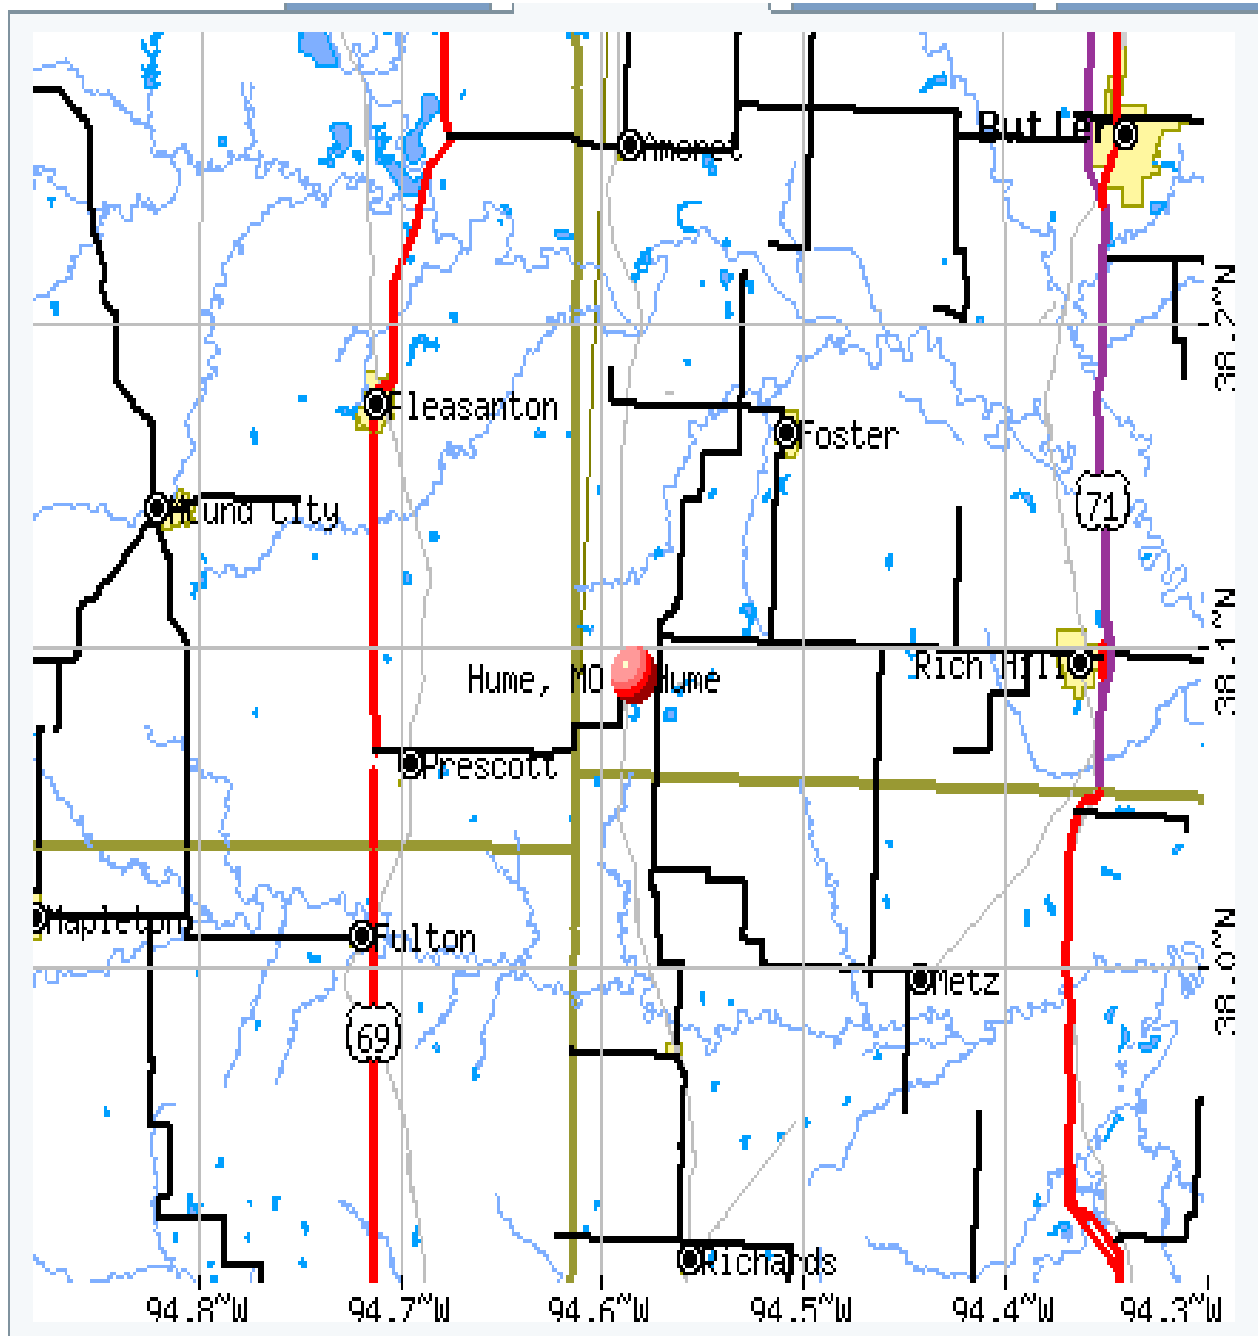 Butler
Amoret
38.2~N
Pleasanton
Foster
Mound City
71
38.1~N
Rich Hill
Hume, MO
Hume
Prescott
Mapleton
Fulton
Metz
38.0~N
69
Richards
94.8~W
94.7~W
94.6~W
94.5~W
94.4~W
94.3~W